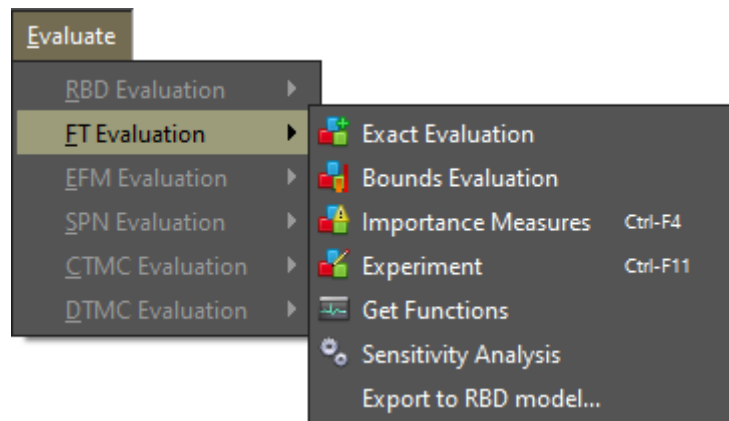 Evaluate
RBD Evaluation
FT Evaluation
EFM Evaluation
SPN Evaluation
CTMC Evaluation
DTMC Evaluation
Exact Evaluation
Bounds Evaluation
Importance Measures Ctrl-F4
Experiment Ctrl-F11
Get Functions
Sensitivity Analysis
Export to RBD model...